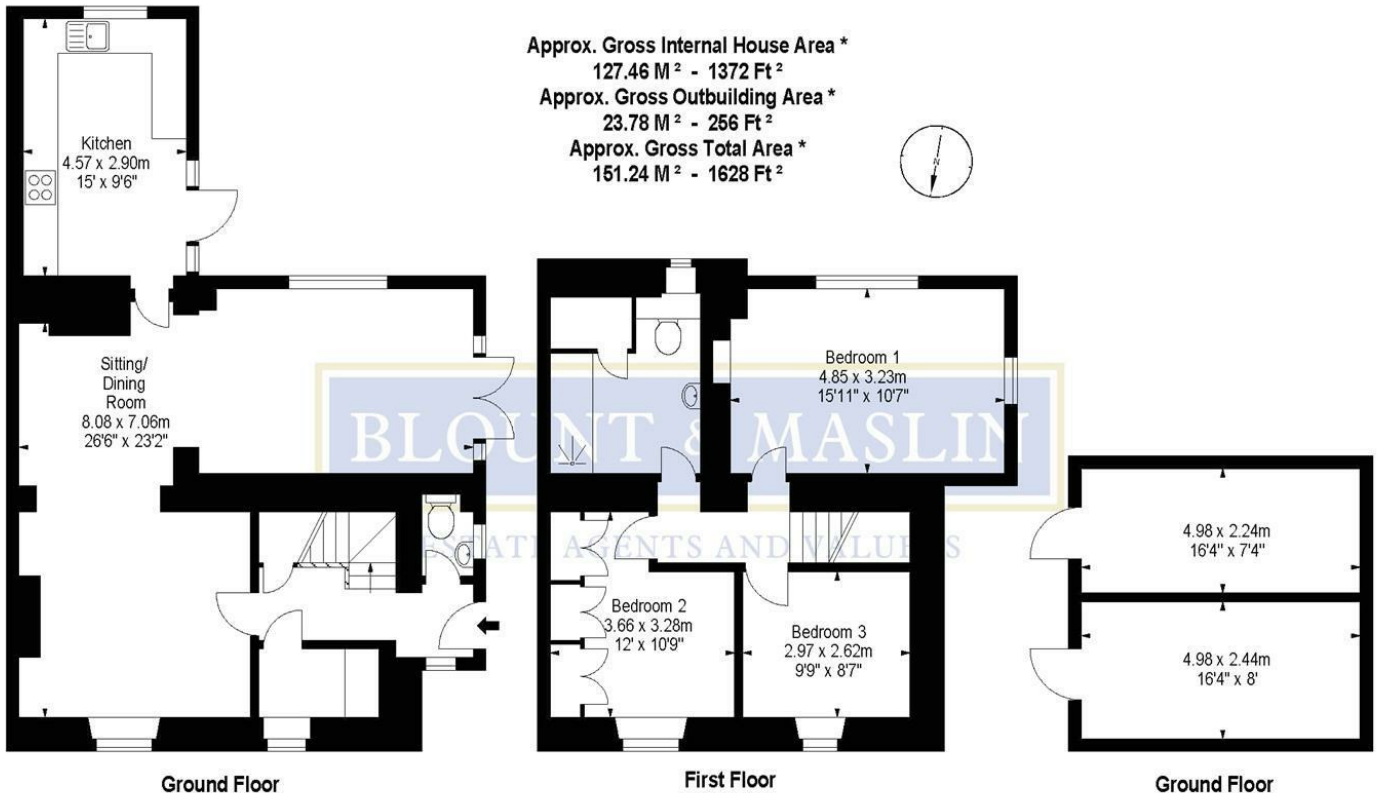 Approx. Gross Internal House Area *
127.46 M² - 1372 Ft²
Approx. Gross Outbuilding Area *
23.78 M² - 256 Ft²
Approx. Gross Total Area *
151.24 M² - 1628 Ft²
N
Kitchen
4.57 x 2.90m
15' x 9'6"
Sitting/
Dining
Room
8.08 x 7.06m
26'6" x 23'2"
Bedroom 1
4.85 x 3.23m
15'11" x 10'7"
BLOUNT & MASLIN
ESTATE AGENTS AND VALUERS
Bedroom 2
3.66 x 3.28m
12' x 10'9"
Bedroom 3
2.97 x 2.62m
9'9" x 8'7"
4.98 x 2.24m
16'4" x 7'4"
4.98 x 2.44m
16'4" x 8'
Ground Floor
First Floor
Ground Floor